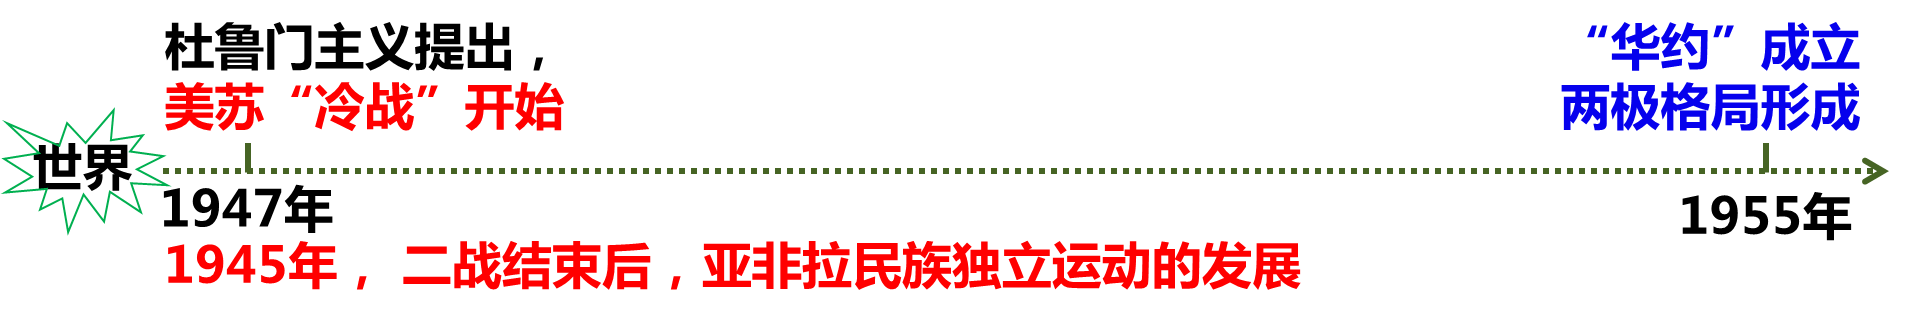 杜鲁门主义提出，
美苏“冷战”开始
“华约”成立
两极格局形成
世界
1947年
1955年
1945年， 二战结束后，亚非拉民族独立运动的发展